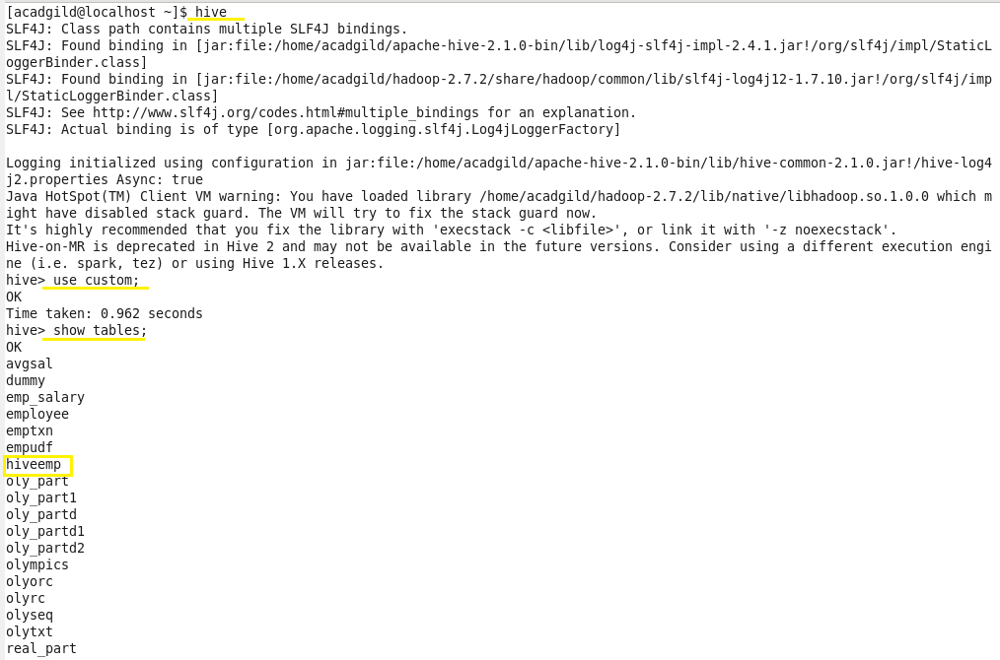 [acadgild@localhost ~]$ hive
SLF4J: Class path contains multiple SLF4J bindings.
SLF4J: Found binding in [jar:file:/home/acadgild/apache-hive-2.1.0-bin/lib/log4j-slf4j-impl-2.4.1.jar!/org/slf4j/impl/StaticL
oggerBinder.class]
SLF4J: Found binding in [jar:file:/home/acadgild/hadoop-2.7.2/share/hadoop/common/lib/slf4j-log4j12-1.7.10.jar!/org/slf4j/imp
l/StaticLoggerBinder.class]
SLF4J: See http://www.slf4j.org/codes.html#multiple_bindings for an explanation.
SLF4J: Actual binding is of type [org.apache.logging.slf4j.Log4jLoggerFactory]
Logging initialized using configuration in jar:file:/home/acadgild/apache-hive-2.1.0-bin/lib/hive-common-2.1.0.jar!/hive-log4
j2.properties Async: true
Java HotSpot(TM) Client VM warning: You have loaded library /home/acadgild/hadoop-2.7.2/lib/native/libhadoop.so.1.0.0 which m
ight have disabled stack guard. The VM will try to fix the stack guard now.
It's highly recommended that you fix the library with 'execstack -c <libfile>', or link it with '-z noexecstack'.
Hive-on-MR is deprecated in Hive 2 and may not be available in the future versions. Consider using a different execution engi
ne (i.e. spark, tez) or using Hive 1.X releases.
hive> use custom;
OK
Time taken: 0.962 seconds
hive> show tables;
OK
avgsal
dummy
emp_salary
employee
emptxn
empudf
hiveemp
oly_part
oly_part1
oly_partd
oly_partd1
oly_partd2
olympics
olyorc
olyrc
olyseq
olytxt
real_part